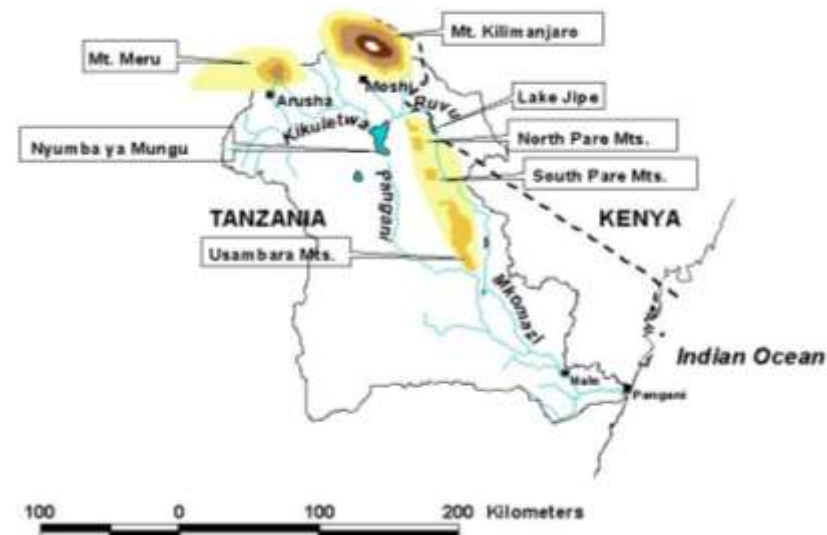 Mt. Kilimanjaro
Mt. Meru
Moshi
Arusha
Ruvu
Lake Jipe
Kikuletwa
North Pare Mts.
Nyumba ya Mungu
South Pare Mts.
Pangani
TANZANIA
KENYA
Usambara Mts.
Mkomazi
Indian Ocean
Hale
Pangani
100 0 100 200 Kilometers